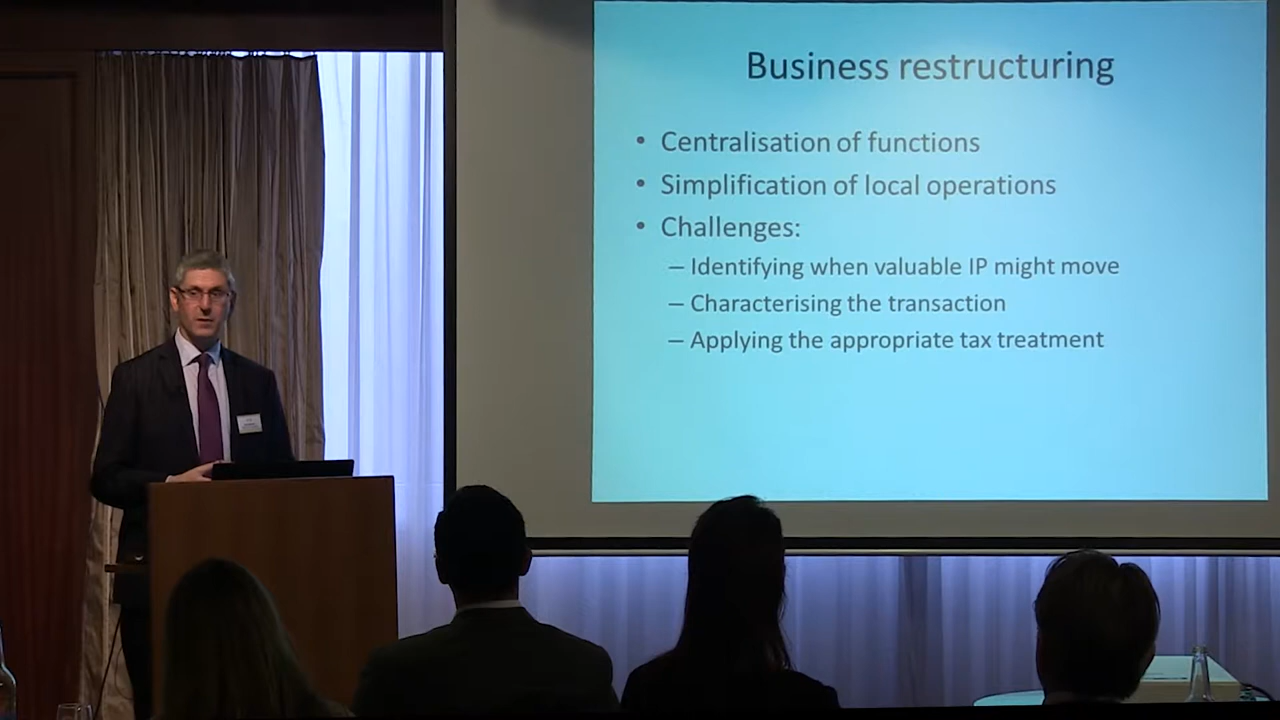 Business restructuring
• Centralisation of functions
• Simplification of local operations
• Challenges:
– Identifying when valuable IP might move
– Characterising the transaction
– Applying the appropriate tax treatment